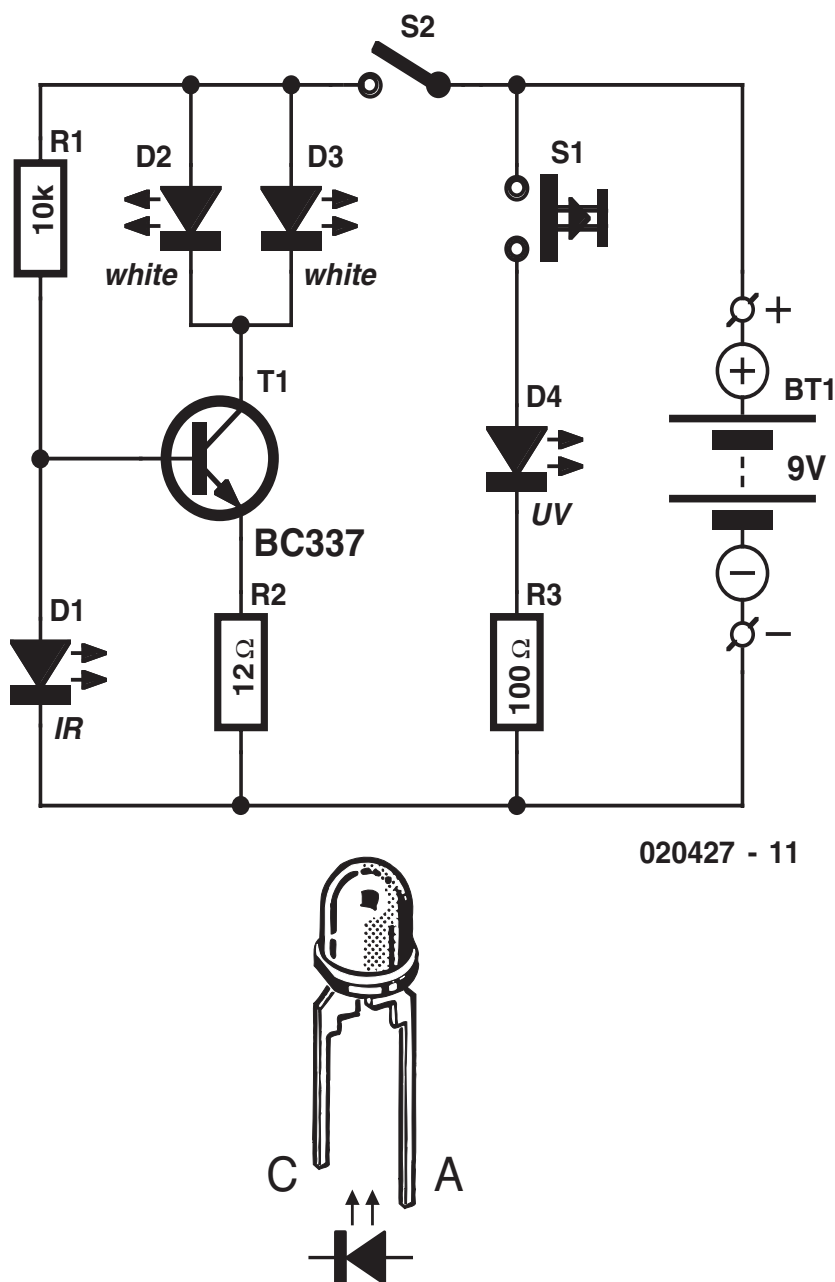 S2
R1
D2
D3
S1
10k
white
white
+
T1
D4
+
BT1
9V
UV
BC337
D1
R2
R3
–
12Ω
100Ω
–
IR
020427 - 11
C
A